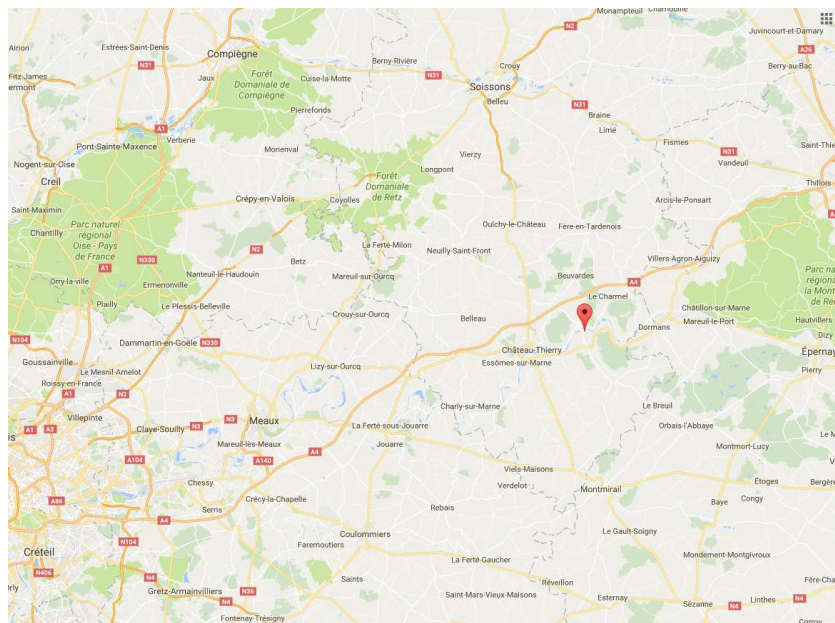 Monampteuil
Chamouille
N2
Juvincourt-et-Damary
Airion
Estrées-Saint-Denis
Compiègne
A26
N31
Berny-Rivière
Crouy
Berry-au-Bac
Fitz-James
Jaux
Forêt
Domaniale de
Compiègne
Cuise-la-Motte
N31
Soissons
Belleu
ermont
Pierrefonds
N31
Braine
A1
Limé
Verberie
Pont-Sainte-Maxence
Morienval
Vierzy
Fismes
Saint-Thie
N31
Vandeuil
Nogent-sur-Oise
Longpont
Creil
Forêt
Domaniale
de Retz
Thillois
Crépy-en-Valois
Coyolles
Arcis-le-Ponsart
Saint-Maximin
Chantilly
Parc naturel
régional
Oise - Pays
de France
Oulchy-le-Château
Fère-en-Tardenois
La Ferté-Milon
Neuilly-Saint-Front
N2
Betz
Villers-Agron-Aiguizy
N330
A1
Nanteuil-le-Haudouin
Mareuil-sur-Ourcq
Beuvardes
Parc na
régiona
la Mont
de Re
Orry-la-ville
Ermenonville
A4
Le Charmel
Plailly
Le Plessis-Belleville
Châtillon-sur-Marne
Crouy-sur-Ourcq
Belleau
Mareuil-le-Port
Hautvillers
Dormans
N104
Dammartin-en-Goële
N330
Dizy
Château-Thierry
Épernay
Goussainville
Essômes-sur-Marne
Le Mesnil-Amelot
Lizy-sur-Ourcq
Pierry
Roissy-en-France
A1
N2
Charly-sur-Marne
Le Breuil
Villepinte
Meaux
N3
N3
La Ferté-sous-Jouarre
Orbais-l'Abbaye
is
A1
A3
Claye-Souilly
Le M
Mareuil-lès-Meaux
Jouarre
Montmort-Lucy
A4
A104
A140
Viels-Maisons
Chessy
Étoges
Bergère
Verdelot
Montmirail
A86
Crécy-la-Chapelle
Congy
Serris
Baye
Rebais
A4
Coulommiers
Le Gault-Soigny
N104
Faremoutiers
Créteil
Mondement-Montgivroux
La Ferté-Gaucher
N406
N4
Saints
Réveillon
Fère-Cha
Orly
Gretz-Armainvilliers
N36
Saint-Mars-Vieux-Maisons
Esternay
Linthes
N4
N4
Sézanne
N4
Fontenay-Trésigny
Corroy